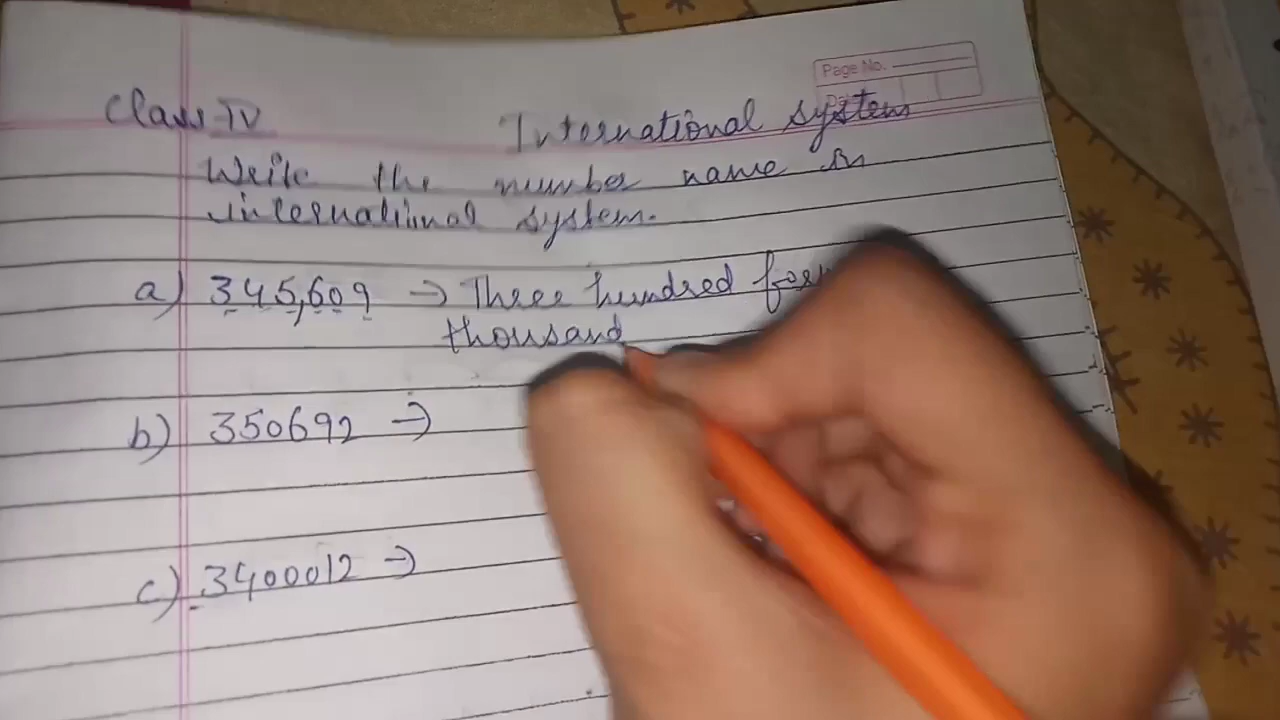 Page No.
Class-IV International system
Write the number name in
international system.
a) 345,609 → Three hundred
thousand
b) 350692 →
c) 3400012 →